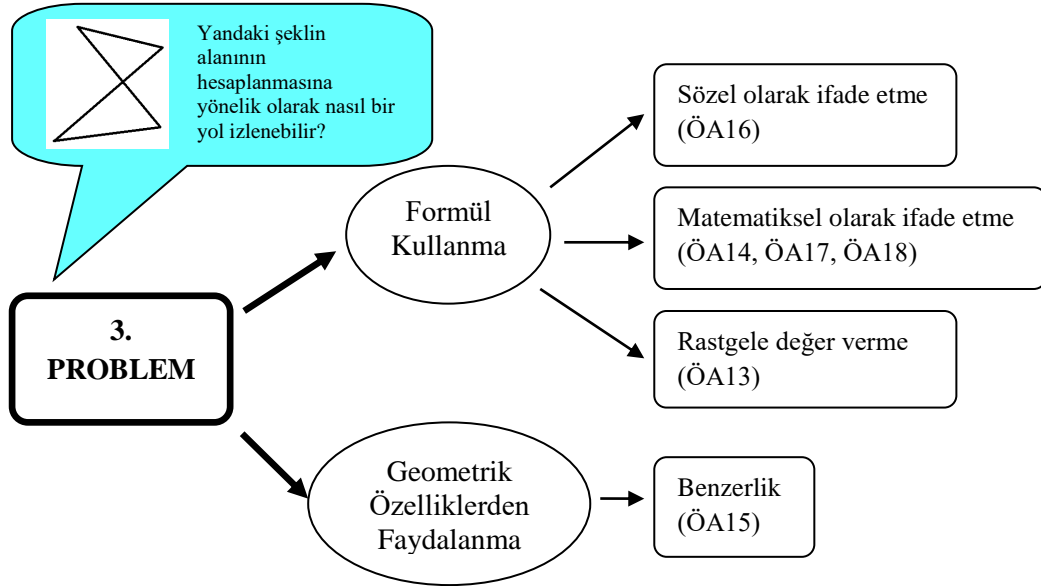 Yandaki şeklin
alanının
hesaplanmasına
yönelik olarak nasıl bir
yol izlenebilir?
3.
PROBLEM
Formül
Kullanma
Sözel olarak ifade etme
(ÖA16)
Matematiksel olarak ifade etme
(ÖA14, ÖA17, ÖA18)
Rastgele değer verme
(ÖA13)
Geometrik
Özelliklerden
Faydalanma
Benzerlik
(ÖA15)